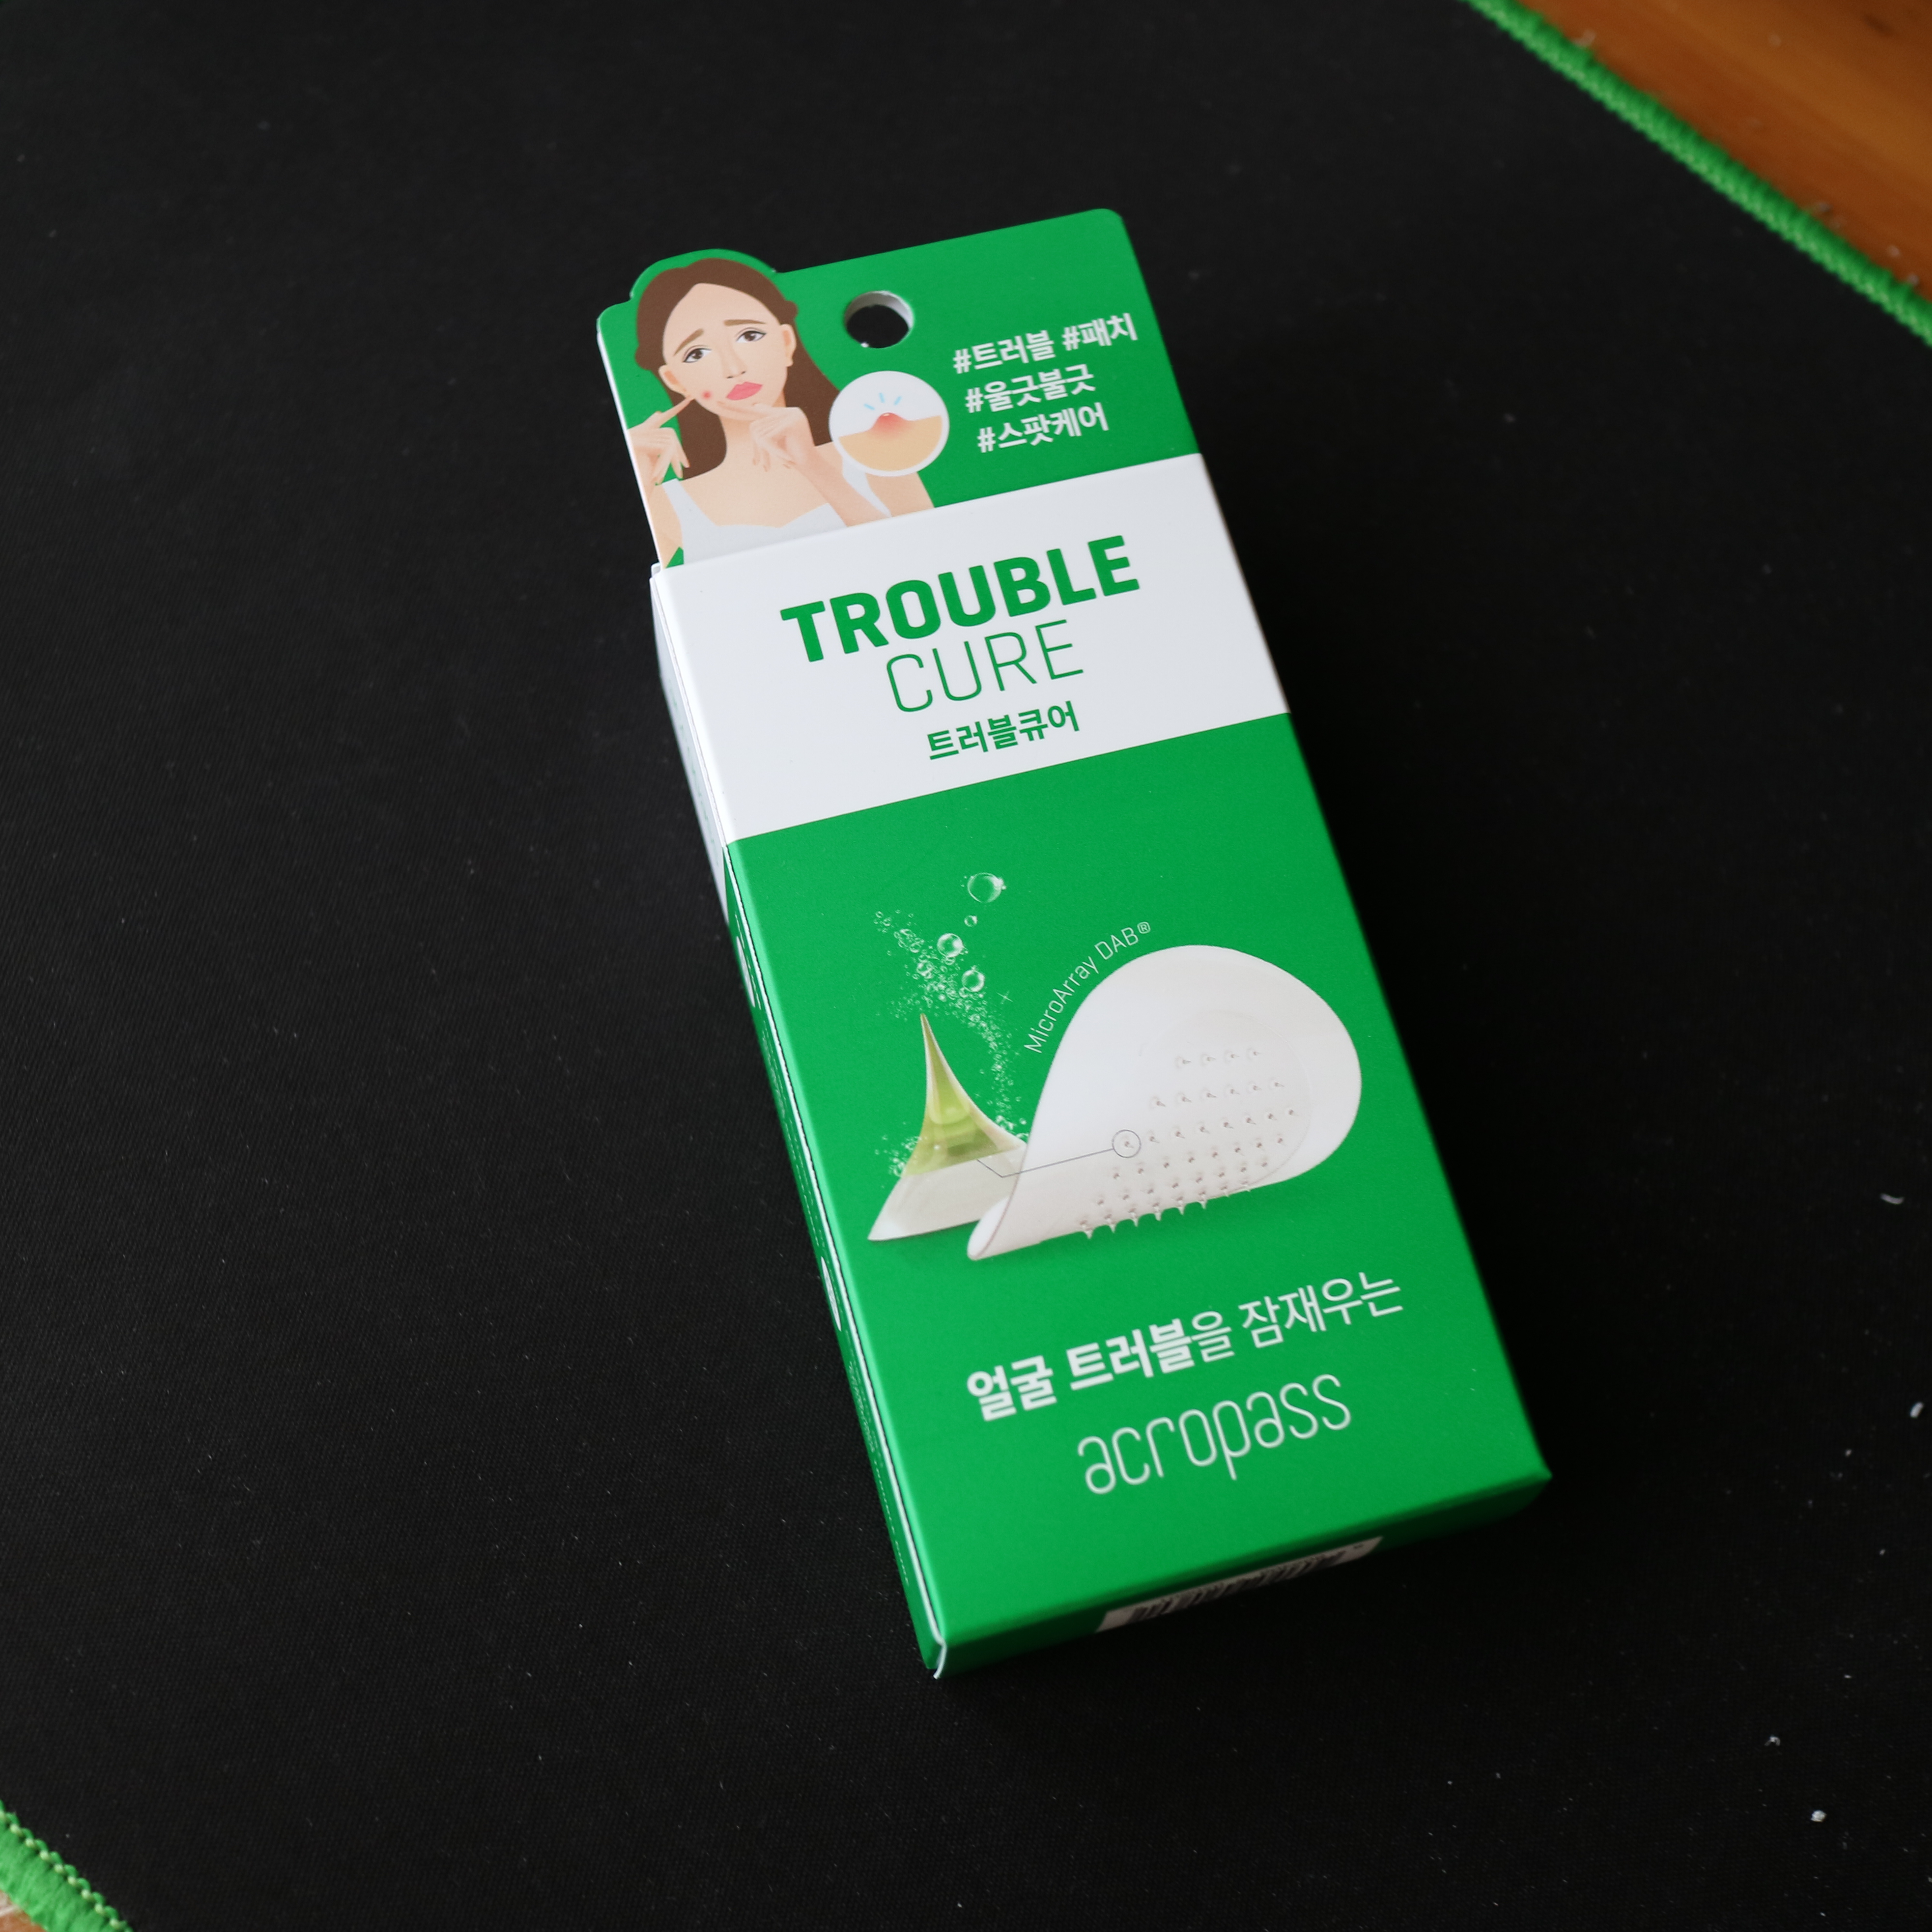 #트러블 #패치
#울긋불긋
#스팟케어
TROUBLE
CURE
트러블큐어
MicroArray DAB®
얼굴 트러블을 잠재우는
acropass